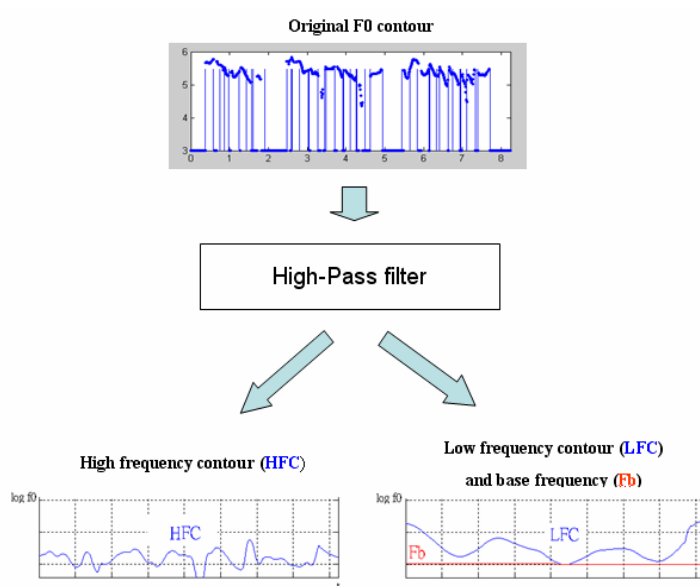 Original F0 contour
6
5
4
3
0 1 2 3 4 5 6 7 8
High-Pass filter
High frequency contour (HFC)
Low frequency contour (LFC)
and base frequency (Fb)
log f0
HFC
log f0
LFC
Fb